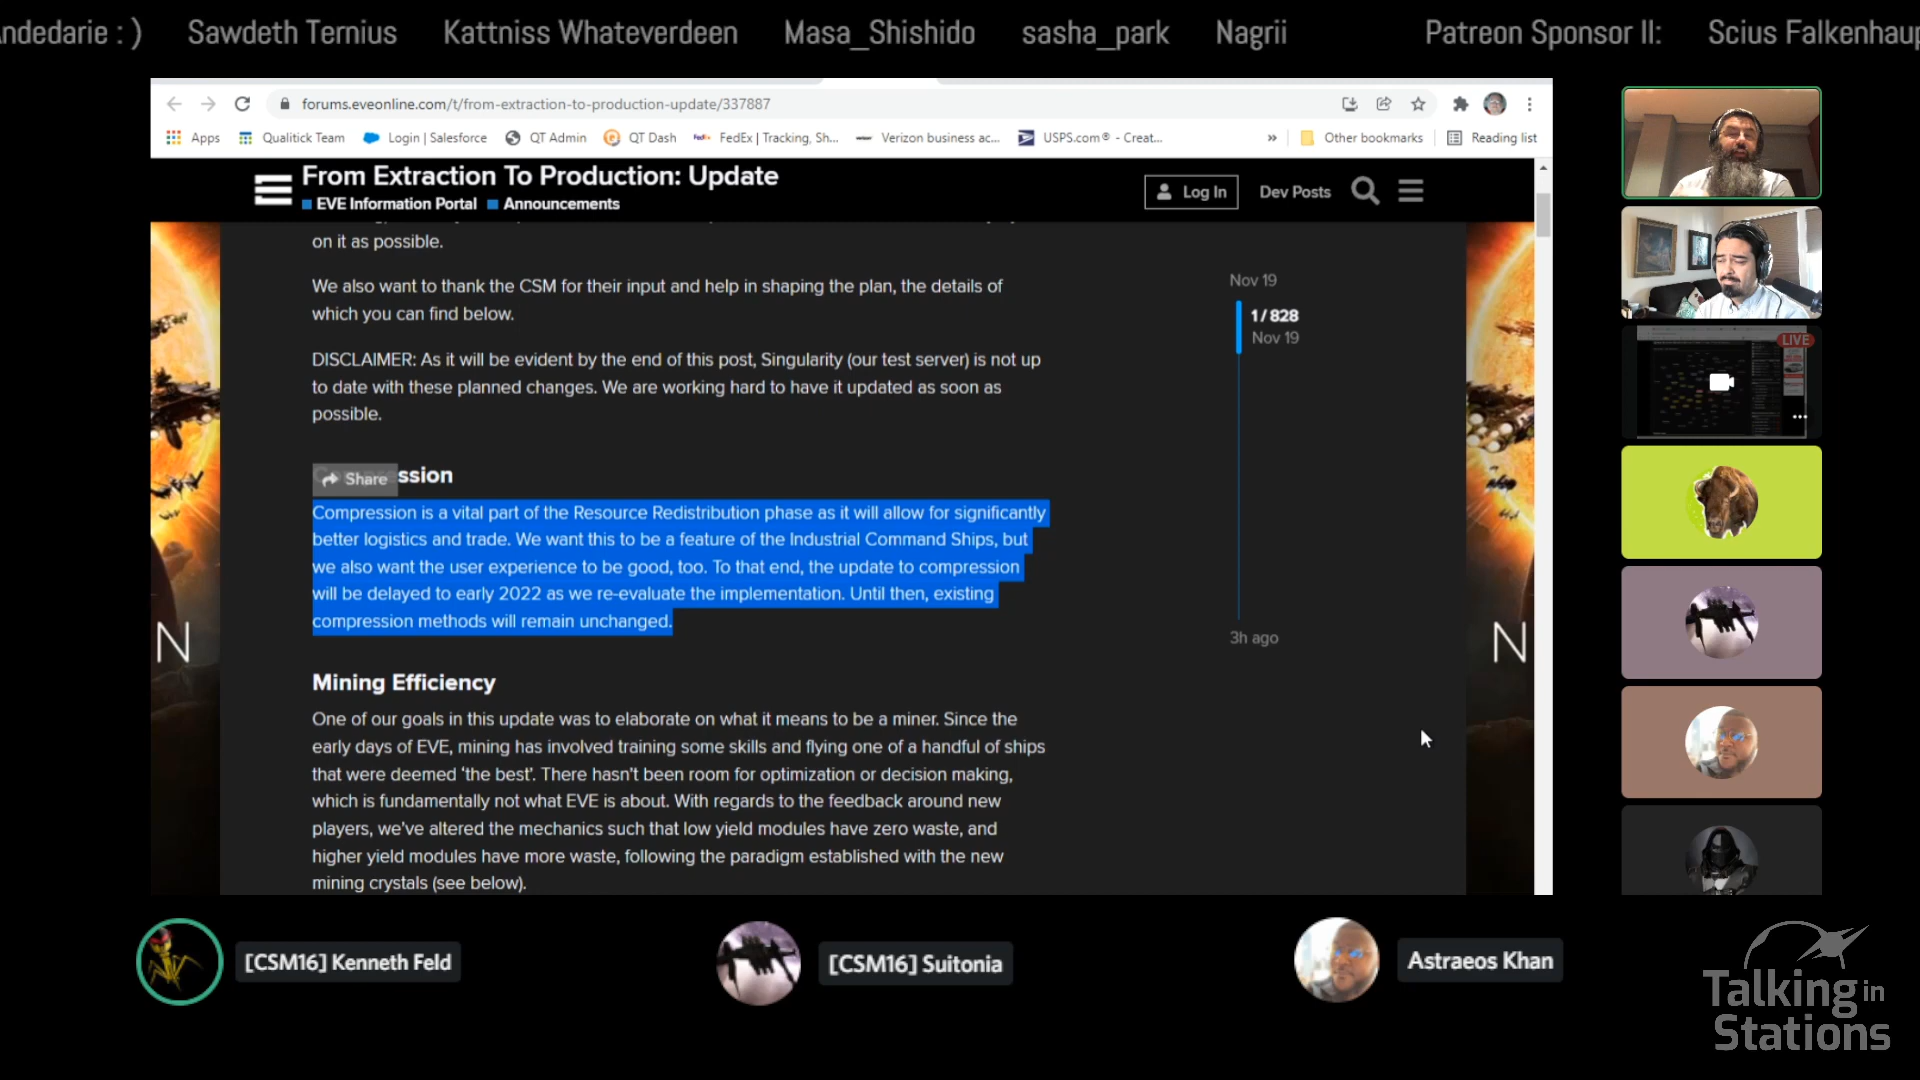 ndedarie : ) Sawdeth Ternius Kattniss Whateverdeen Masa_Shishido sasha_park Nagrii Patreon Sponsor II: Scius Falkenhaup
forums.eveonline.com/t/from-extraction-to-production-update/337887
Apps Qualitick Team Login | Salesforce QT Admin QT Dash FedEx | Tracking, Sh... Verizon business ac... USPS.com® - Creat... » Other bookmarks Reading list
From Extraction To Production: Update
EVE Information Portal Announcements
Log In Dev Posts
on it as possible.
We also want to thank the CSM for their input and help in shaping the plan, the details of
which you can find below.
DISCLAIMER: As it will be evident by the end of this post, Singularity (our test server) is not up
to date with these planned changes. We are working hard to have it updated as soon as
possible.
Nov 19
1 / 828
Nov 19
3h ago
Share ssion
Compression is a vital part of the Resource Redistribution phase as it will allow for significantly
better logistics and trade. We want this to be a feature of the Industrial Command Ships, but
we also want the user experience to be good, too. To that end, the update to compression
will be delayed to early 2022 as we re-evaluate the implementation. Until then, existing
compression methods will remain unchanged.
Mining Efficiency
One of our goals in this update was to elaborate on what it means to be a miner. Since the
early days of EVE, mining has involved training some skills and flying one of a handful of ships
that were deemed ‘the best’. There hasn’t been room for optimization or decision making,
which is fundamentally not what EVE is about. With regards to the feedback around new
players, we’ve altered the mechanics such that low yield modules have zero waste, and
higher yield modules have more waste, following the paradigm established with the new
mining crystals (see below).
N
N
LIVE
[CSM16] Kenneth Feld
[CSM16] Suitonia
Astraeos Khan
Talking in
Stations